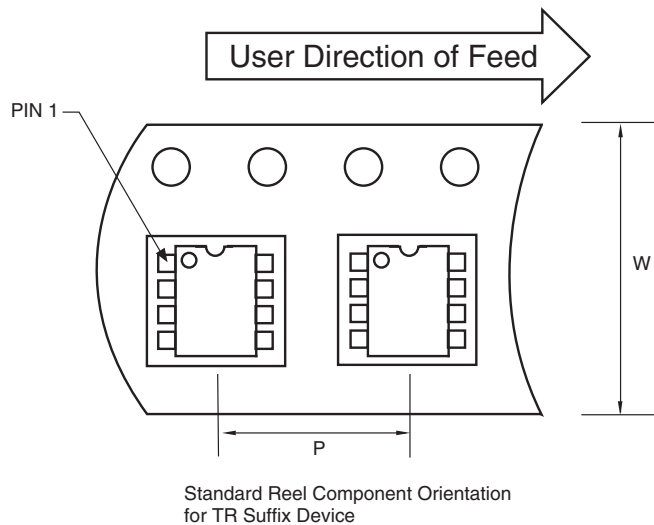 User Direction of Feed
PIN 1
W
P
Standard Reel Component Orientation
for TR Suffix Device